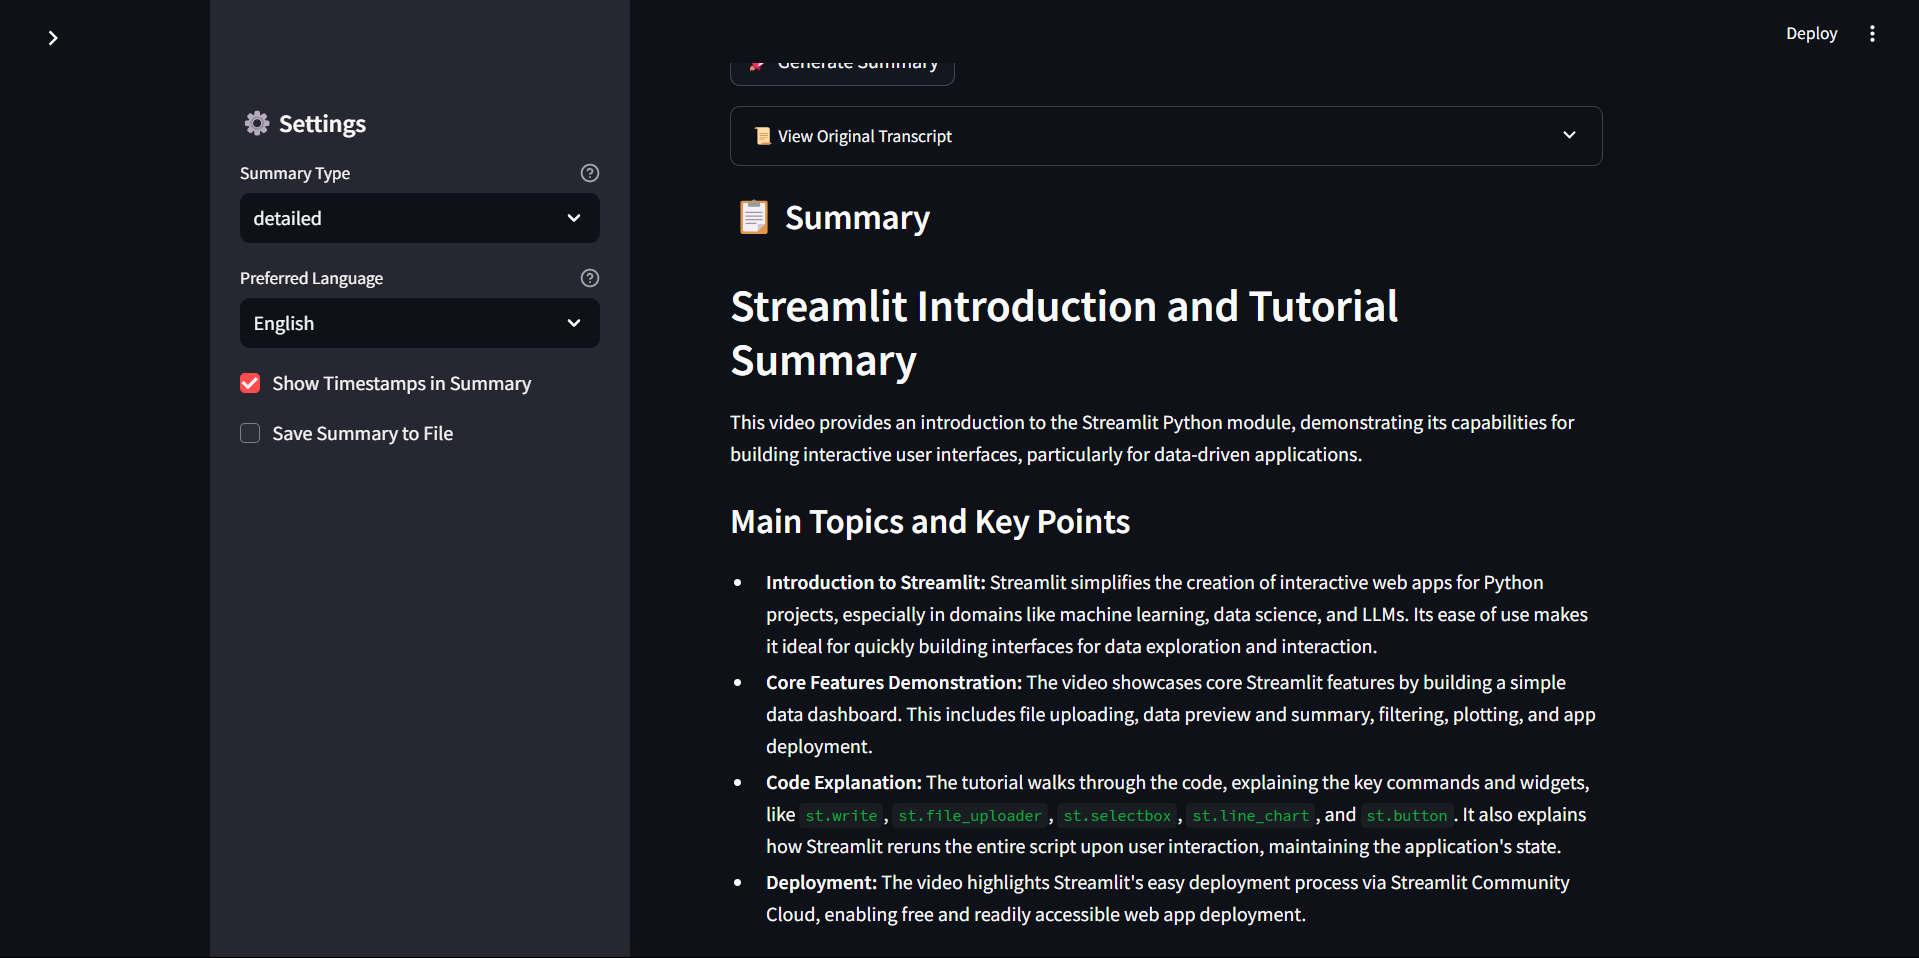 Deploy
Settings
Summary Type
detailed
Preferred Language
English
Show Timestamps in Summary
Save Summary to File
Generate Summary
View Original Transcript
Summary
Streamlit Introduction and Tutorial
Summary
This video provides an introduction to the Streamlit Python module, demonstrating its capabilities for
building interactive user interfaces, particularly for data-driven applications.
Main Topics and Key Points
• Introduction to Streamlit: Streamlit simplifies the creation of interactive web apps for Python
projects, especially in domains like machine learning, data science, and LLMs. Its ease of use makes
it ideal for quickly building interfaces for data exploration and interaction.
• Core Features Demonstration: The video showcases core Streamlit features by building a simple
data dashboard. This includes file uploading, data preview and summary, filtering, plotting, and app
deployment.
• Code Explanation: The tutorial walks through the code, explaining the key commands and widgets,
like st.write, st.file_uploader, st.selectbox, st.line_chart, and st.button. It also explains
how Streamlit reruns the entire script upon user interaction, maintaining the application's state.
• Deployment: The video highlights Streamlit's easy deployment process via Streamlit Community
Cloud, enabling free and readily accessible web app deployment.